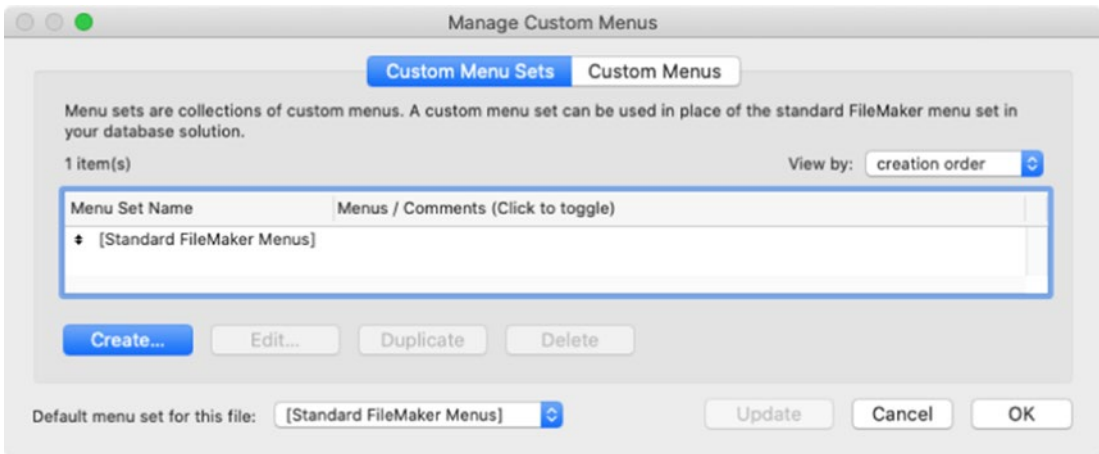 Manage Custom Menus
Custom Menu Sets Custom Menus
Menu sets are collections of custom menus. A custom menu set can be used in place of the standard FileMaker menu set in
your database solution.
1 item(s) View by: creation order
Menu Set Name Menus / Comments (Click to toggle)
[Standard FileMaker Menus]
Create... Edit... Duplicate Delete
Default menu set for this file: [Standard FileMaker Menus] Update Cancel OK